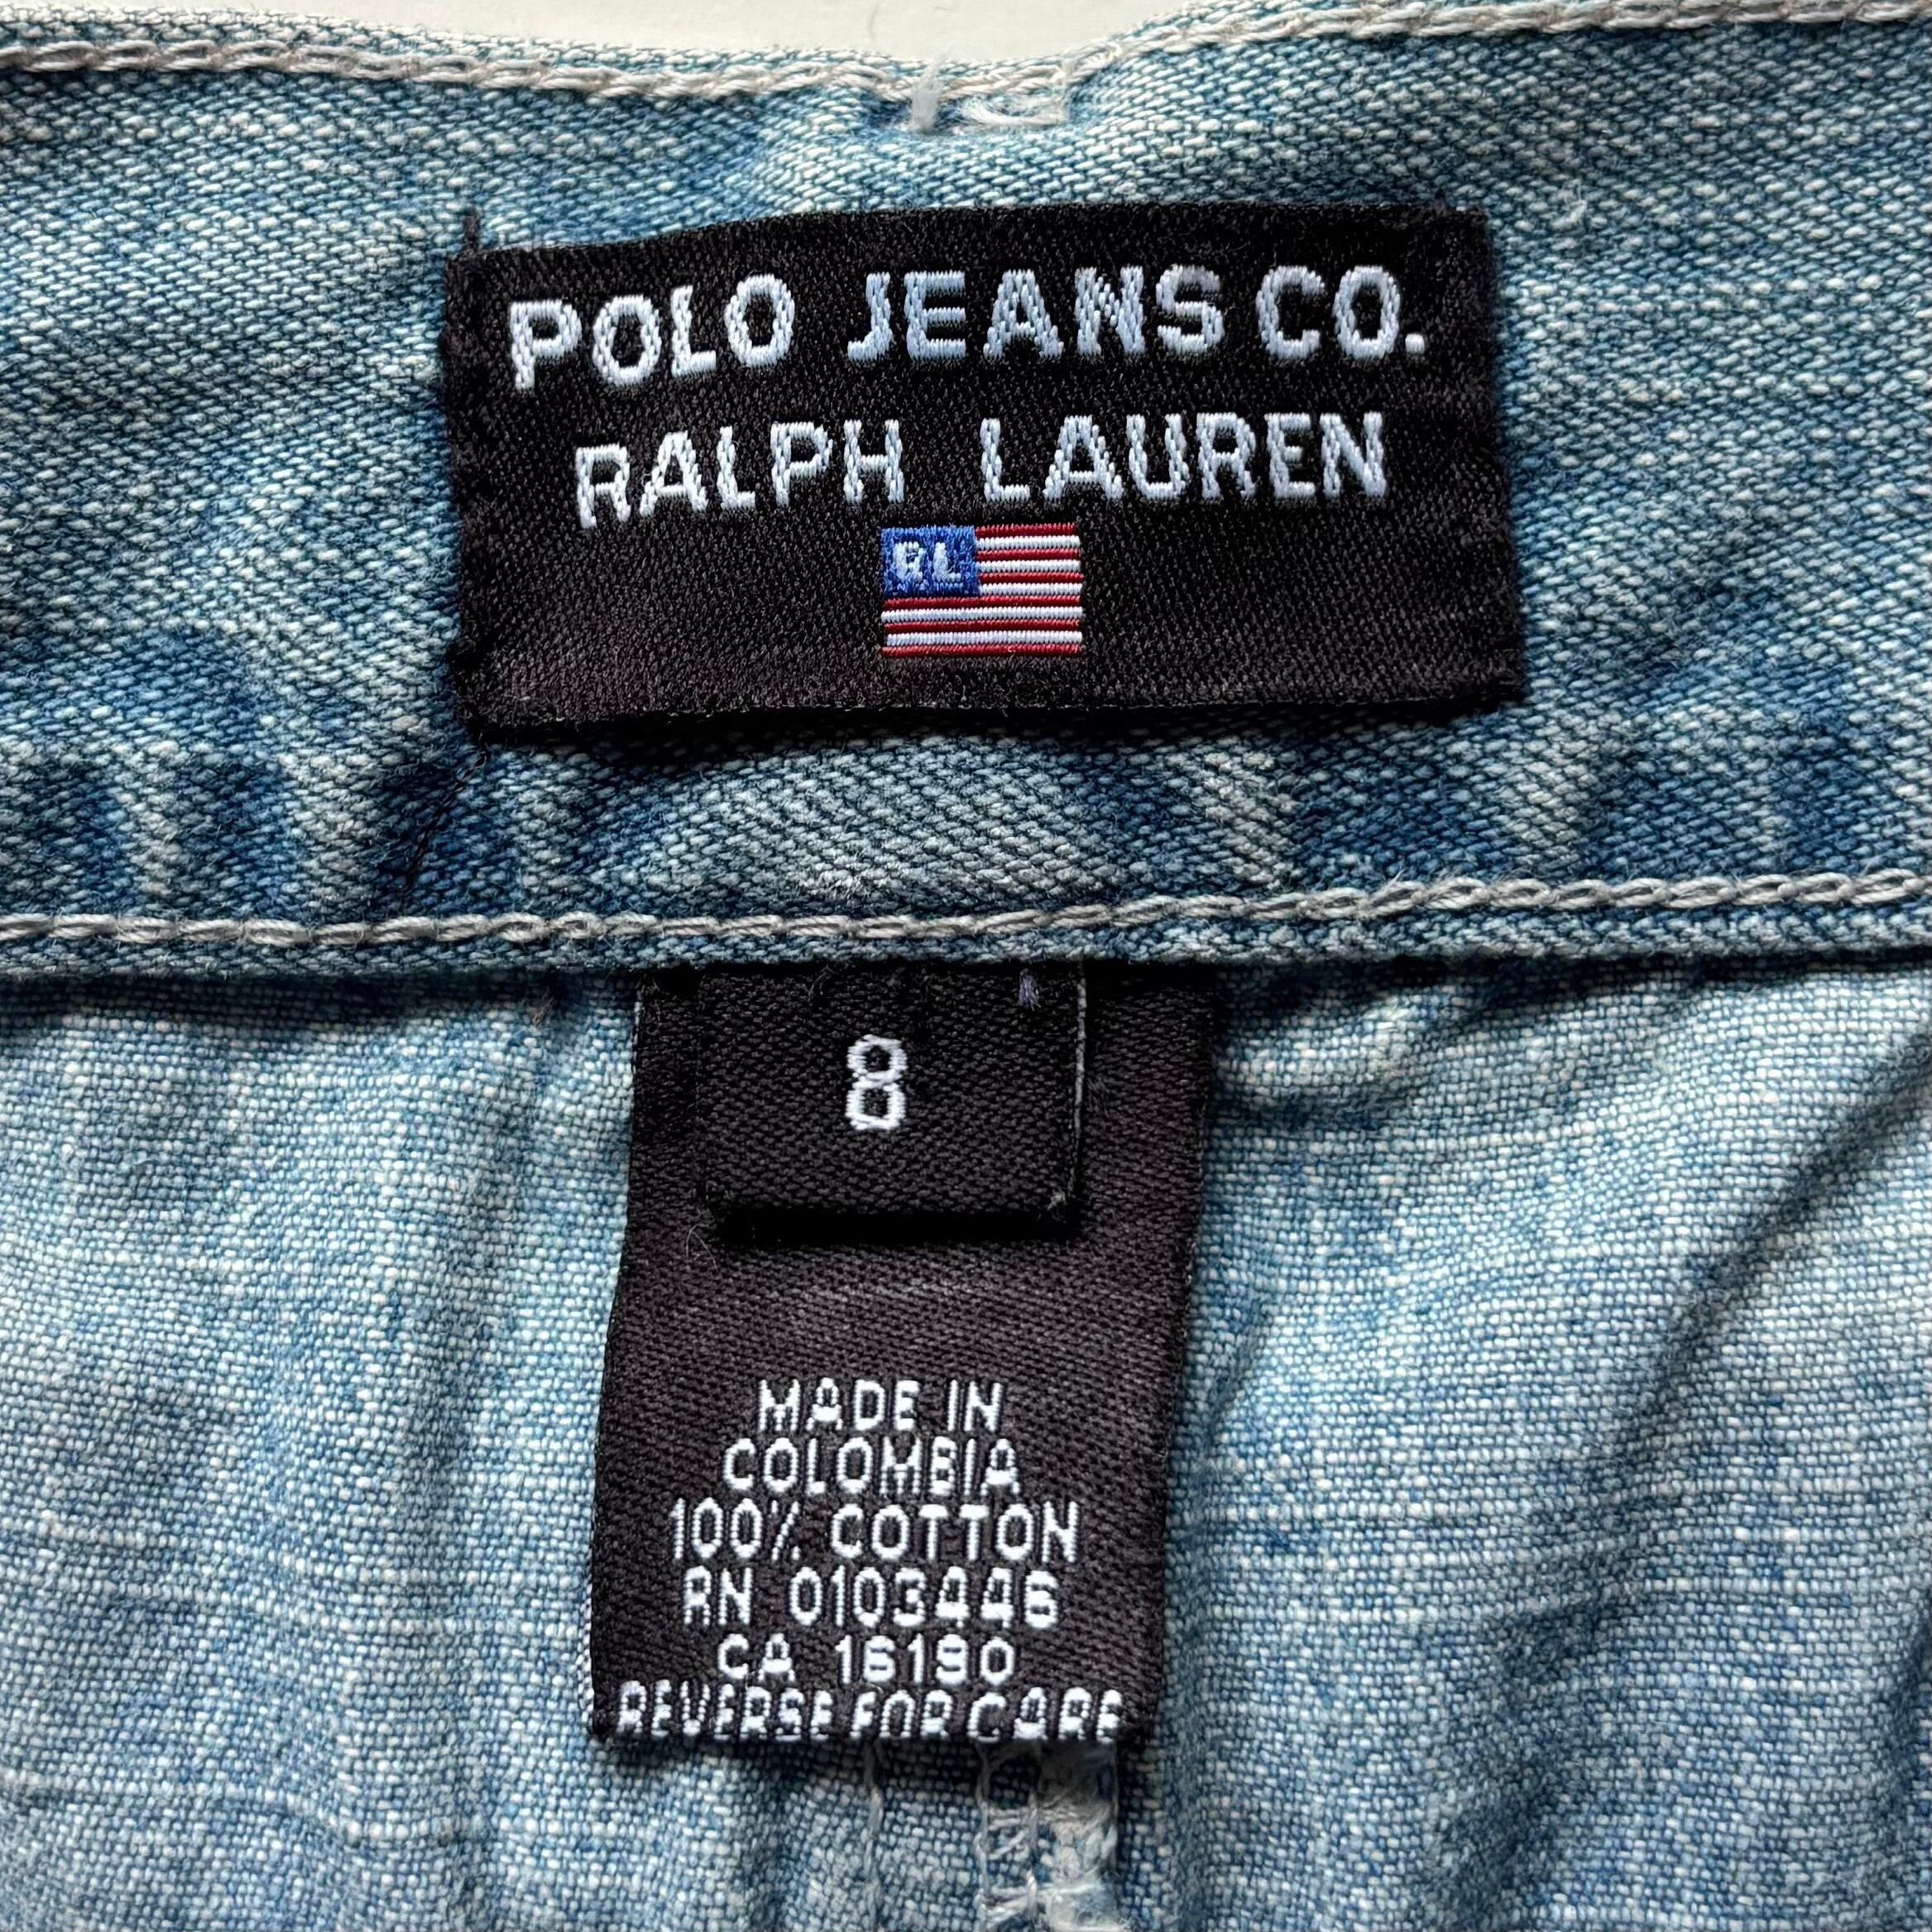 POLO JEANS CO.
RALPH LAUREN
RL
8
MADE IN
COLOMBIA
100% COTTON
RN 0103446
CA 16190
REVERSE FOR CARE